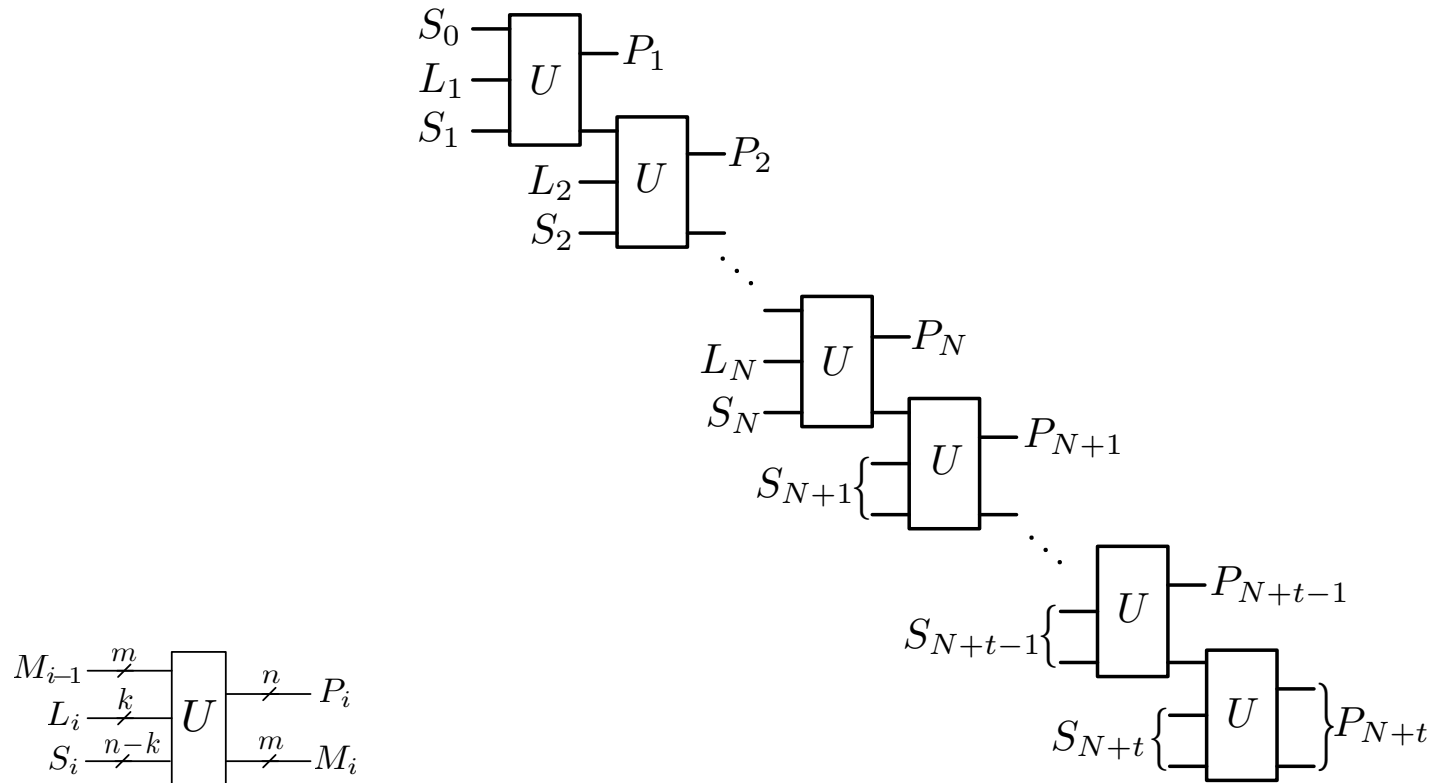 S_0
U
P_1
L_1
S_1
U
P_2
L_2
S_2
U
P_N
L_N
S_N
U
P_{N+1}
S_{N+1}
U
P_{N+t-1}
S_{N+t-1}
U
P_{N+t}
S_{N+t}
M_{i-1} m
L_i k
S_i n-k
U
n P_i
m M_i